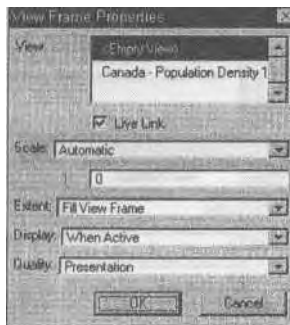 View Frame Properties
View:
<Empty View>
Canada - Population Density 1
Live Link
Scale: Automatic
1: 0
Extent: Fill View Frame
Display: When Active
Quality: Presentation
OK Cancel